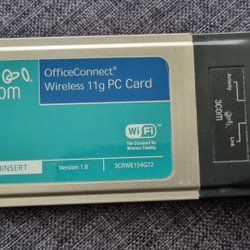 OfficeConnect®
Wireless 11g PC Card
om
Wi Fi
The Standard for
Wireless Fidelity
INSERT
Version 1.0
3CRWE154G72
Activity
3com
Link